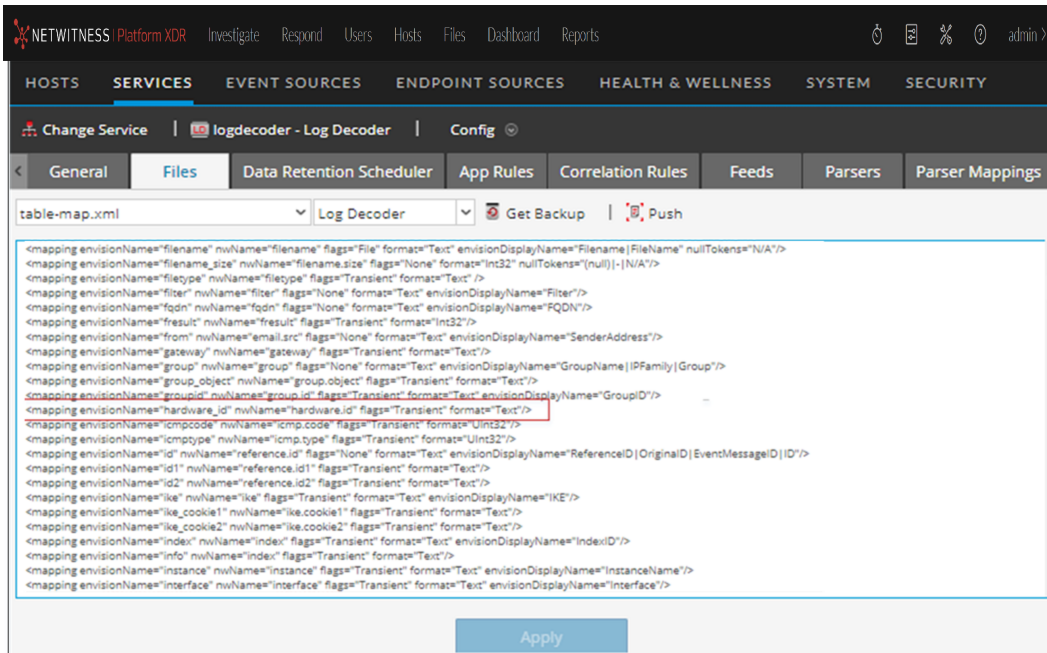 NETWITNESS | Platform XDR Investigate Respond Users Hosts Files Dashboard Reports admin >
HOSTS SERVICES EVENT SOURCES ENDPOINT SOURCES HEALTH & WELLNESS SYSTEM SECURITY
Change Service | LD logdecoder - Log Decoder | Config
< General Files Data Retention Scheduler App Rules Correlation Rules Feeds Parsers Parser Mappings
table-map.xml Log Decoder Get Backup | Push
<mapping envisionName="filename" nwName="filename" flags="File" format="Text" envisionDisplayName="Filename|FileName" nullTokens="N/A"/>
<mapping envisionName="filename_size" nwName="filename.size" flags="None" format="Int32" nullTokens="(null)|-|N/A"/>
<mapping envisionName="filetype" nwName="filetype" flags="Transient" format="Text" />
<mapping envisionName="filter" nwName="filter" flags="None" format="Text" envisionDisplayName="Filter"/>
<mapping envisionName="fqdn" nwName="fqdn" flags="None" format="Text" envisionDisplayName="FQDN"/>
<mapping envisionName="fresult" nwName="fresult" flags="Transient" format="Int32"/>
<mapping envisionName="from" nwName="email.src" flags="None" format="Text" envisionDisplayName="SenderAddress"/>
<mapping envisionName="gateway" nwName="gateway" flags="Transient" format="Text"/>
<mapping envisionName="group" nwName="group" flags="None" format="Text" envisionDisplayName="GroupName|IPFamily|Group"/>
<mapping envisionName="group_object" nwName="group.object" flags="Transient" format="Text"/>
<mapping envisionName="groupid" nwName="group.id" flags="Transient" format="Text" envisionDisplayName="GroupID"/>
<mapping envisionName="hardware_id" nwName="hardware.id" flags="Transient" format="Text"/>
<mapping envisionName="icmpcode" nwName="icmp.code" flags="Transient" format="UInt32"/>
<mapping envisionName="icmptype" nwName="icmp.type" flags="Transient" format="UInt32"/>
<mapping envisionName="id" nwName="reference.id" flags="None" format="Text" envisionDisplayName="ReferenceID|OriginalID|EventMessageID|ID"/>
<mapping envisionName="id1" nwName="reference.id1" flags="Transient" format="Text"/>
<mapping envisionName="id2" nwName="reference.id2" flags="Transient" format="Text"/>
<mapping envisionName="ike" nwName="ike" flags="Transient" format="Text" envisionDisplayName="IKE"/>
<mapping envisionName="ike_cookie1" nwName="ike.cookie1" flags="Transient" format="Text"/>
<mapping envisionName="ike_cookie2" nwName="ike.cookie2" flags="Transient" format="Text"/>
<mapping envisionName="index" nwName="index" flags="Transient" format="Text" envisionDisplayName="IndexID"/>
<mapping envisionName="info" nwName="index" flags="Transient" format="Text"/>
<mapping envisionName="instance" nwName="instance" flags="Transient" format="Text" envisionDisplayName="InstanceName"/>
<mapping envisionName="interface" nwName="interface" flags="Transient" format="Text" envisionDisplayName="Interface"/>
Apply